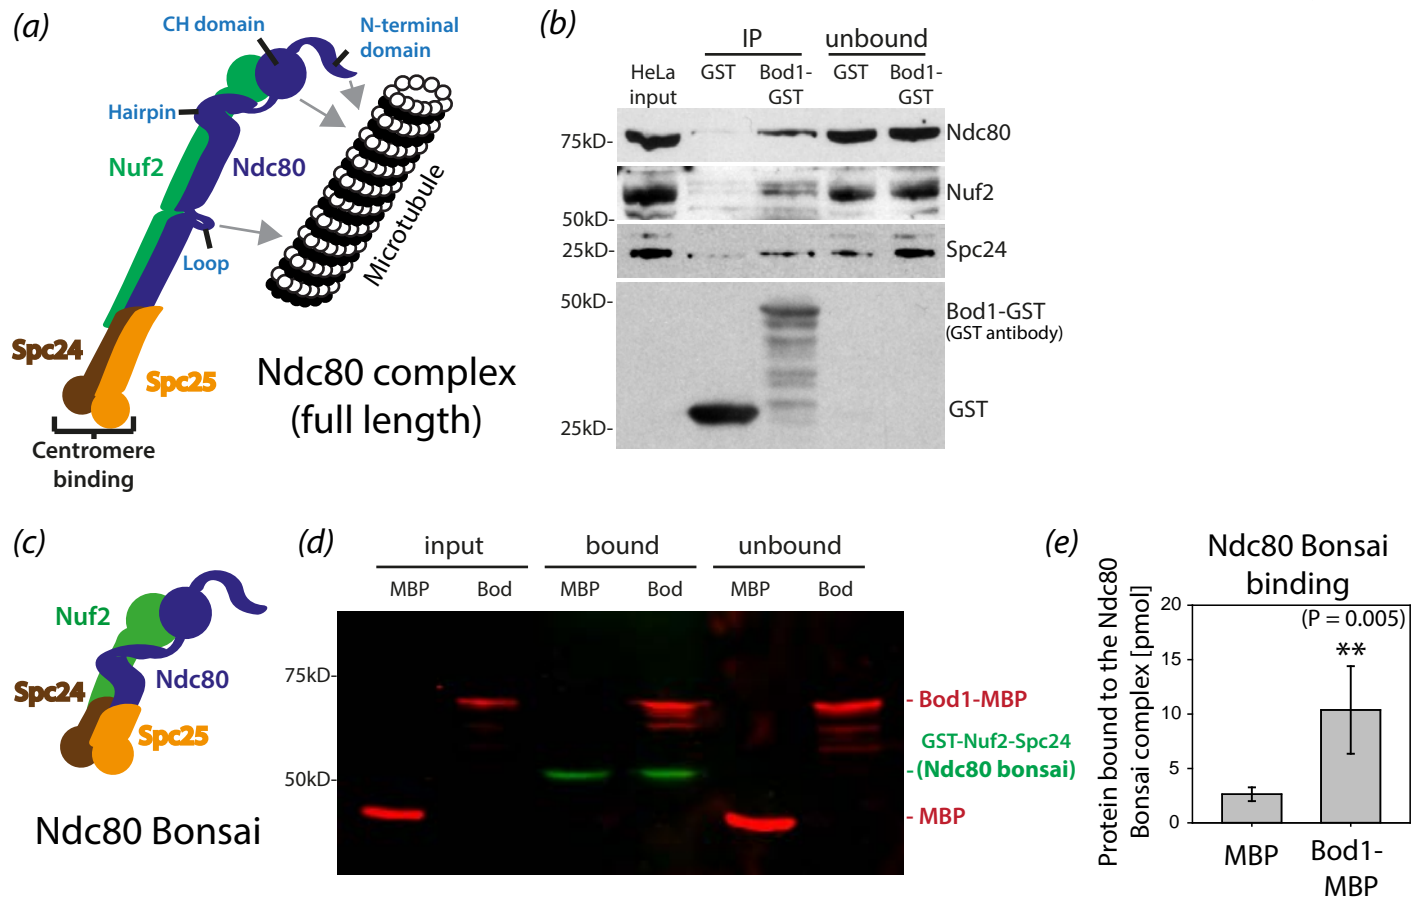 (a)
CH domain
N-terminal
domain
Hairpin
Nuf2
Ndc80
Loop
Microtubule
Spc24
Spc25
Centromere
binding
Ndc80 complex
(full length)
(b)
IP
unbound
HeLa
input
GST
Bod1-
GST
GST
Bod1-
GST
75kD-
Ndc80
Nuf2
50kD-
25kD-
Spc24
50kD-
Bod1-GST
(GST antibody)
GST
25kD-
(c)
Nuf2
Ndc80
Spc24
Spc25
Ndc80 Bonsai
(d)
input
bound
unbound
MBP
Bod
MBP
Bod
MBP
Bod
75kD-
- Bod1-MBP
GST-Nuf2-Spc24
-(Ndc80 bonsai)
50kD-
- MBP
(e)
Ndc80 Bonsai
binding
Protein bound to the Ndc80
Bonsai complex [pmol]
20
15
10
5
0
(P = 0.005)
**
MBP
Bod1-
MBP